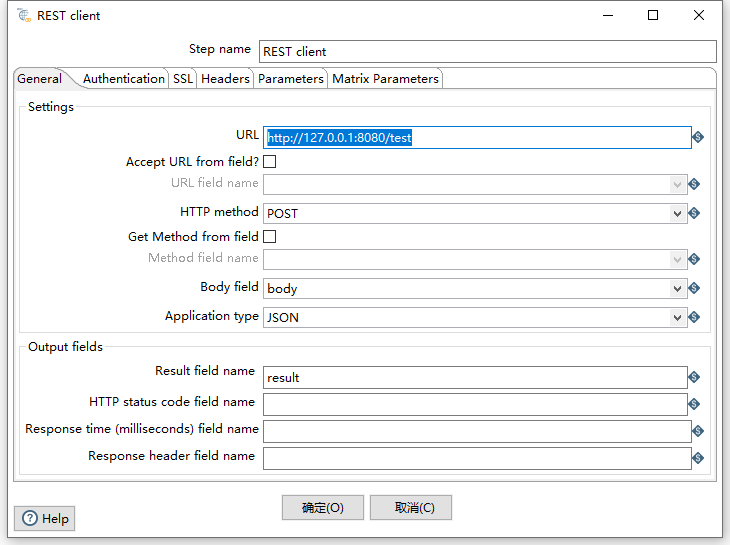 REST client
Step name REST client
General Authentication SSL Headers Parameters Matrix Parameters
Settings
URL http://127.0.0.1:8080/test
Accept URL from field?
URL field name
HTTP method POST
Get Method from field
Method field name
Body field body
Application type JSON
Output fields
Result field name result
HTTP status code field name
Response time (milliseconds) field name
Response header field name
确定(O) 取消(C)
Help